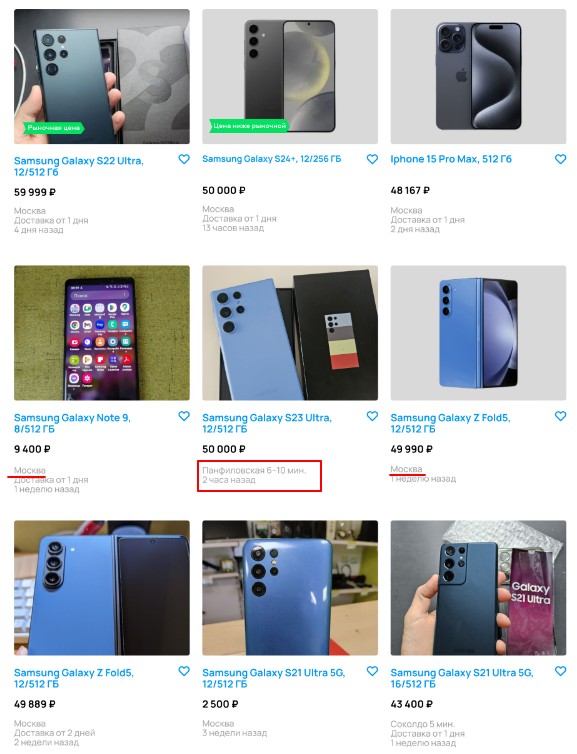 Рыночная цена
Samsung Galaxy S22 Ultra,
12/512 Гб
59 999 ₽
Москва
Доставка от 1 дня
4 дня назад
Цена ниже рыночной
Samsung Galaxy S24+, 12/256 ГБ
50 000 ₽
Москва
Доставка от 1 дня
13 часов назад
Iphone 15 Pro Max, 512 Гб
48 167 ₽
Москва
Доставка от 1 дня
2 дня назад
Поиск
Samsung Galaxy Note 9,
8/512 ГБ
9 400 ₽
Москва
Доставка от 1 дня
1 неделю назад
Samsung Galaxy S23 Ultra,
12/512 ГБ
50 000 ₽
Панфиловская 6–10 мин.
2 часа назад
Samsung Galaxy Z Fold5,
12/512 ГБ
49 990 ₽
Москва
1 неделю назад
Samsung Galaxy Z Fold5,
12/512 ГБ
49 889 ₽
Москва
Доставка от 2 дней
2 недели назад
Samsung Galaxy S21 Ultra 5G,
12/512 ГБ
2 500 ₽
Москва
3 недели назад
Galaxy
S21 Ultra
Samsung Galaxy S21 Ultra 5G,
16/512 ГБ
43 400 ₽
Соколдо 5 мин.
Доставка от 1 дня
1 неделю назад